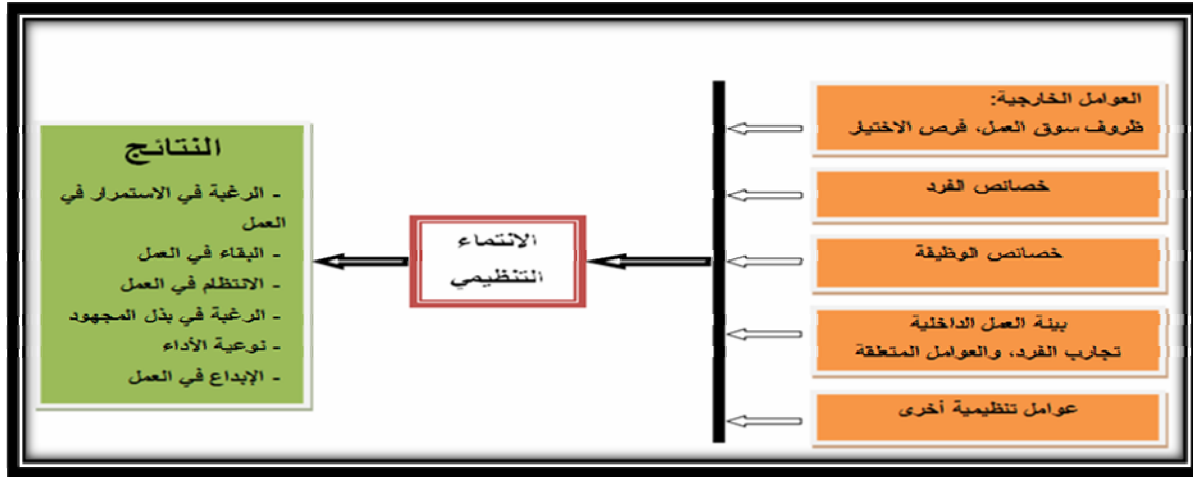 العوامل الخارجية:
ظروف سوق العمل، فرص الاختيار
خصائص الفرد
خصائص الوظيفة
بيئة العمل الداخلية
تجارب الفرد، والعوامل المتعلقة
عوامل تنظيمية أخرى
الانتماء
التنظيمي
النتائج
- الرغبة في الاستمرار في
العمل
- البقاء في العمل
- الانتظام في العمل
- الرغبة في بذل المجهود
- نوعية الأداء
- الإبداع في العمل